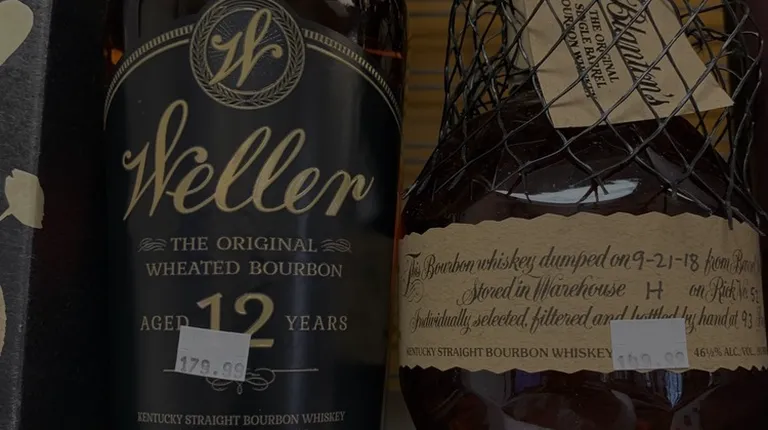 W
Weller
THE ORIGINAL
WHEATED BOURBON
AGED 12 YEARS
179.99
KENTUCKY STRAIGHT BOURBON WHISKEY
Blanton's
THE ORIGINAL
SINGLE BARREL
BOURBON WHISKEY
This Bourbon whiskey dumped on 9-21-18 from
Stored in Warehouse H on Rick No.
Individually selected, filtered and bottled by hand at 93
KENTUCKY STRAIGHT BOURBON WHISKEY 46½% ALC./VOL.